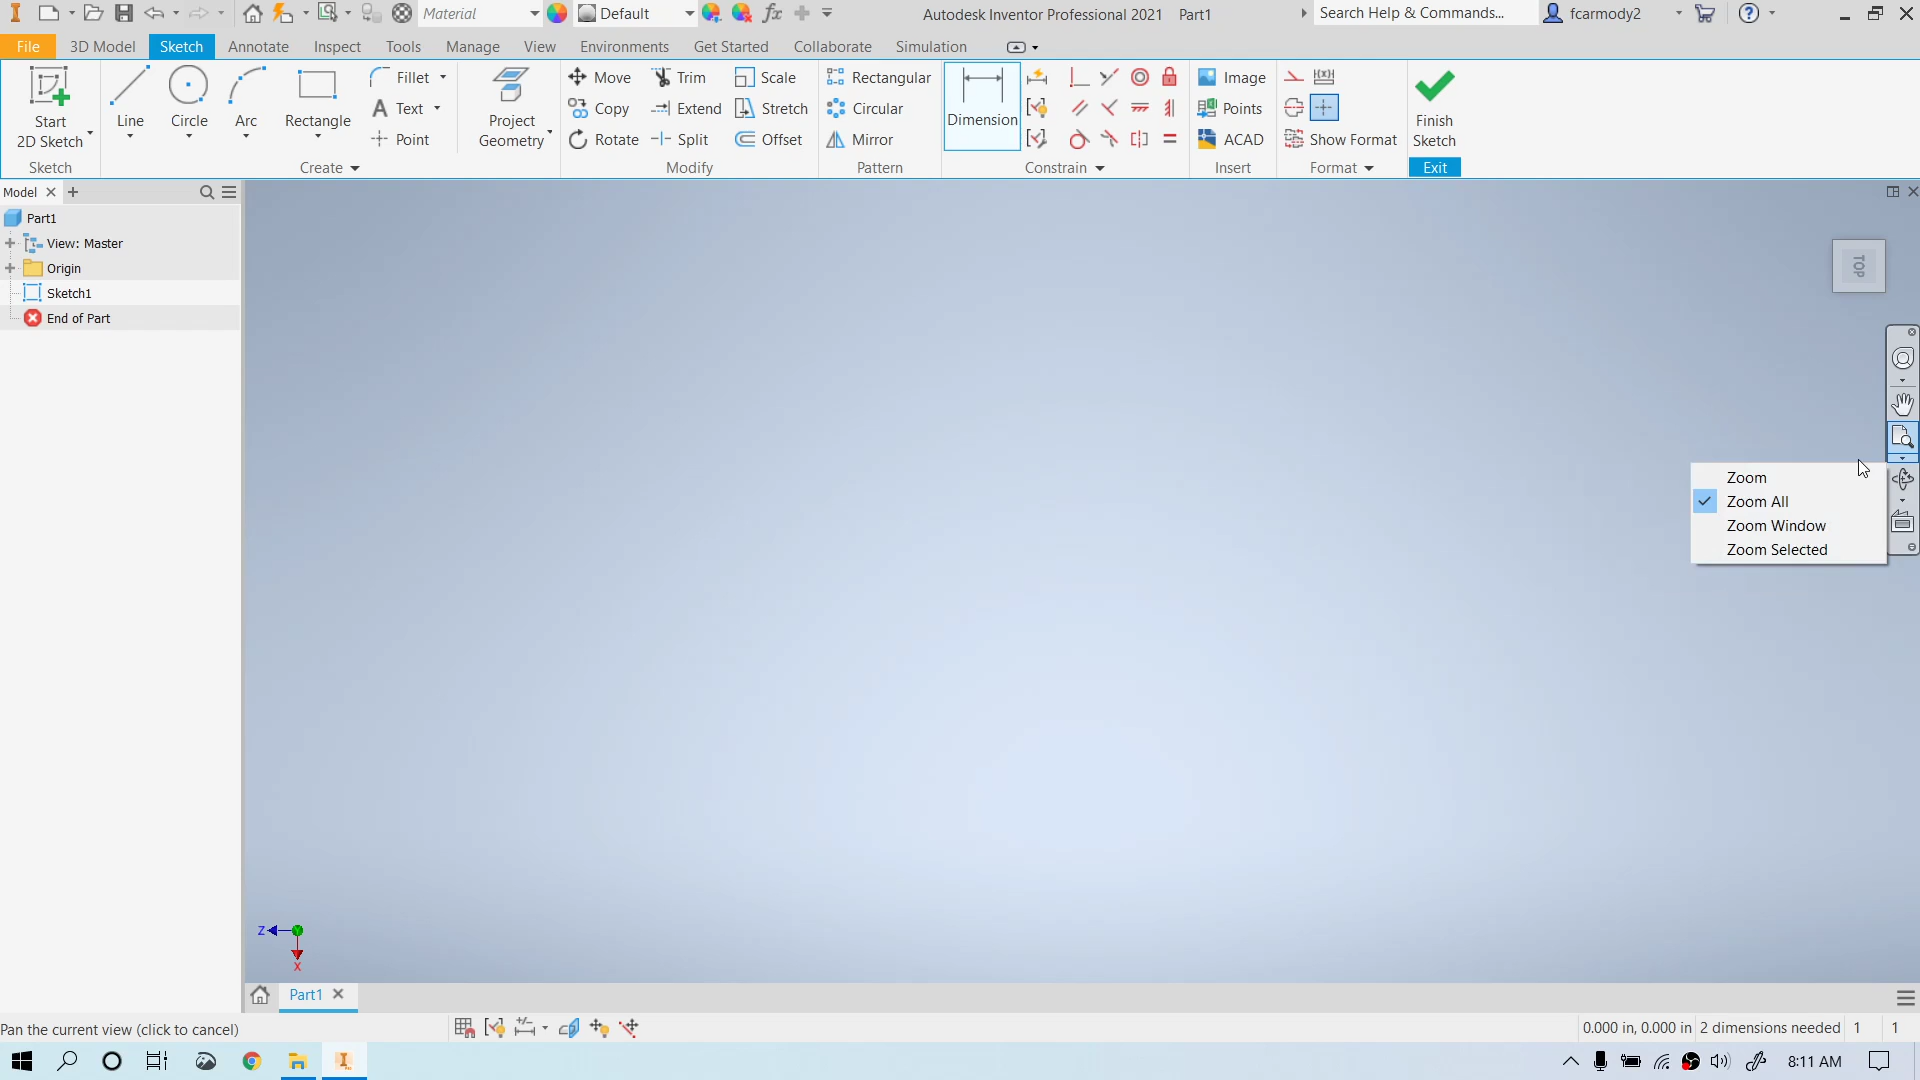 Material
Default
Autodesk Inventor Professional 2021 Part1
Search Help & Commands...
fcarmody2
File 3D Model Sketch Annotate Inspect Tools Manage View Environments Get Started Collaborate Simulation
Start
2D Sketch
Line
Circle
Arc
Rectangle
Fillet
Text
Point
Project
Geometry
Move
Copy
Rotate
Trim
Extend
Split
Scale
Stretch
Offset
Rectangular
Circular
Mirror
Dimension
Image
Points
ACAD
Show Format
Finish
Sketch
Sketch Create Modify Pattern Constrain Insert Format Exit
Model
Part1
View: Master
Origin
Sketch1
End of Part
TOP
Zoom
Zoom All
Zoom Window
Zoom Selected
Z
X
Part1
Pan the current view (click to cancel)
0.000 in, 0.000 in 2 dimensions needed 1 1
8:11 AM